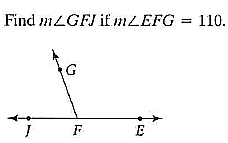 Find m∠GFJ if m∠EFG = 110.
G
J F E